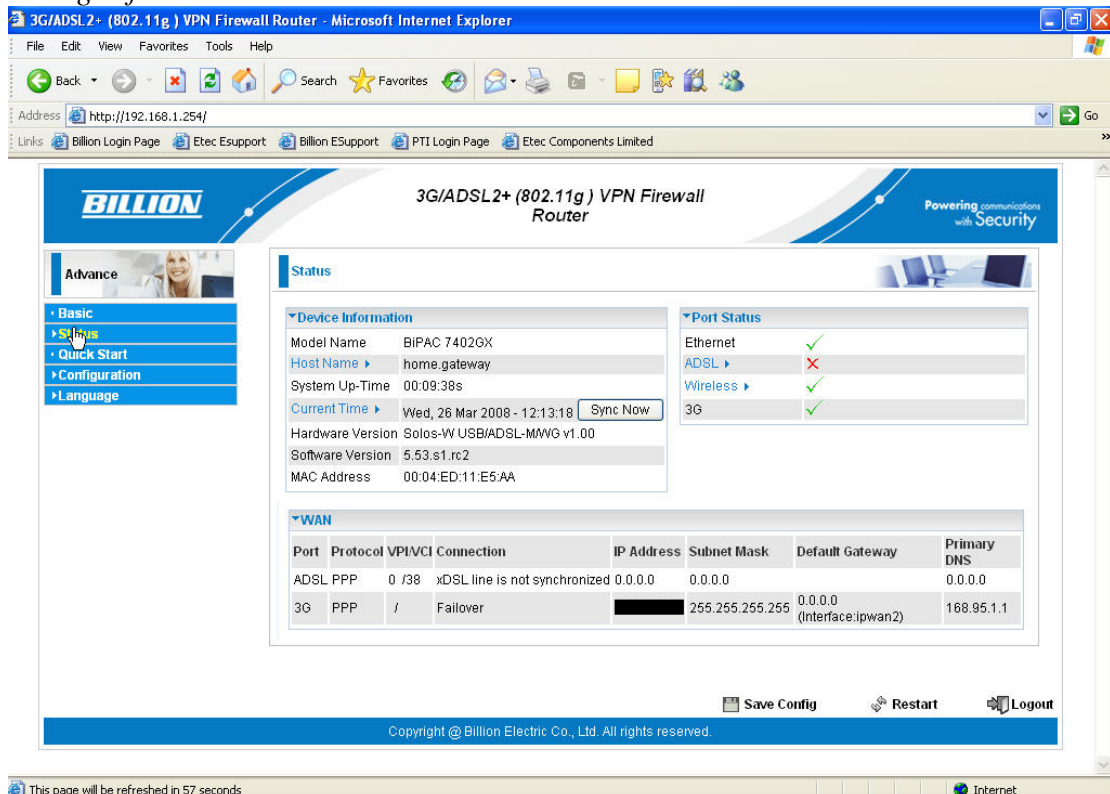 3G/ADSL2+ (802.11g ) VPN Firewall Router - Microsoft Internet Explorer
File Edit View Favorites Tools Help
Back Search Favorites
Address http://192.168.1.254/ Go
Links Billion Login Page Etec Esupport Billion ESupport PTI Login Page Etec Components Limited
BILLION
3G/ADSL2+ (802.11g ) VPN Firewall
Router
Powering communications
with Security
Advance
Basic
Status
Quick Start
Configuration
Language
Status
Device Information
Model Name BiPAC 7402GX
Host Name home.gateway
System Up-Time 00:09:38s
Current Time Wed, 26 Mar 2008 - 12:13:18 Sync Now
Hardware Version Solos-W USB/ADSL-M/WG v1.00
Software Version 5.53.s1.rc2
MAC Address 00:04:ED:11:E5:AA
Port Status
Ethernet
ADSL
Wireless
3G
WAN
Port Protocol VPI/VCI Connection IP Address Subnet Mask Default Gateway Primary DNS
ADSL PPP 0 /38 xDSL line is not synchronized 0.0.0.0 0.0.0.0 0.0.0.0
3G PPP / Failover 255.255.255.255 0.0.0.0 (Interface:ipwan2) 168.95.1.1
Save Config Restart Logout
Copyright @ Billion Electric Co., Ltd. All rights reserved.
This page will be refreshed in 57 seconds Internet